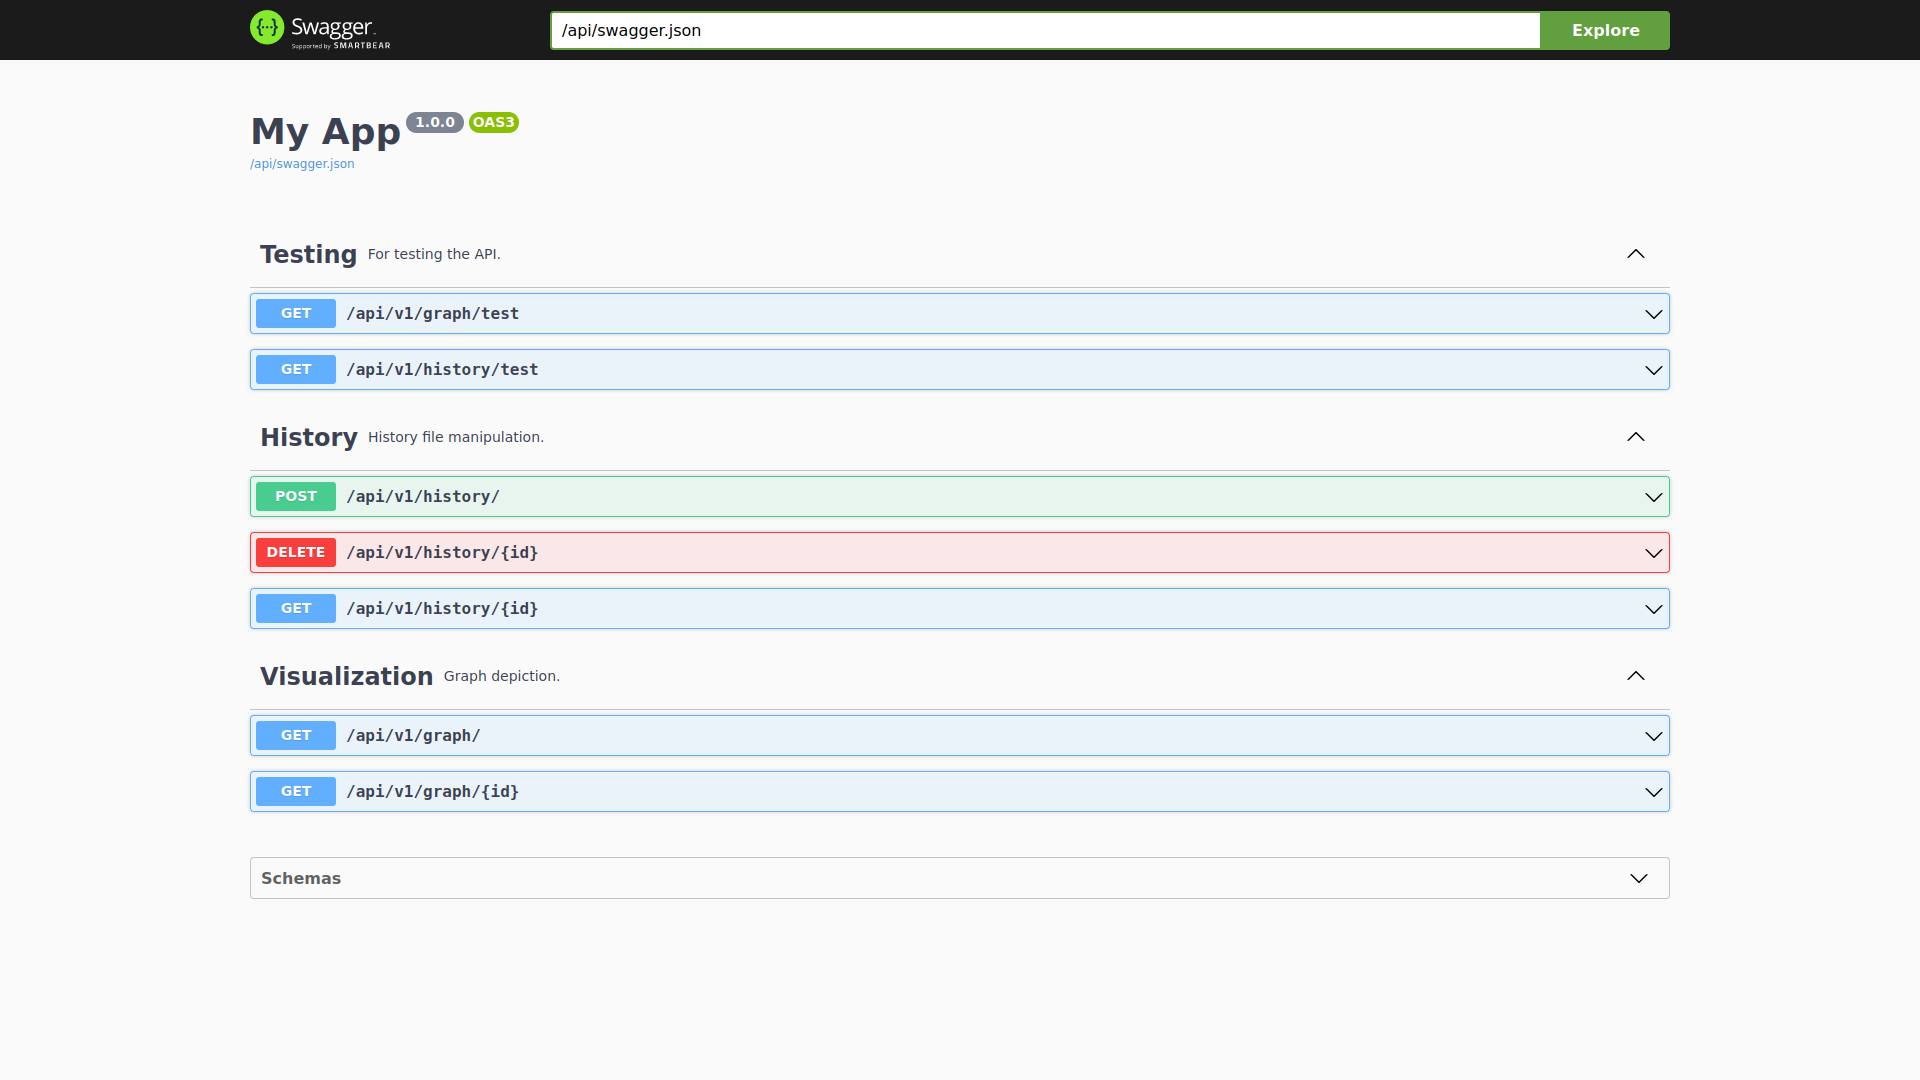 Swagger
Supported by SMARTBEAR
/api/swagger.json
Explore
My App 1.0.0 OAS3
/api/swagger.json
Testing For testing the API.
GET /api/v1/graph/test
GET /api/v1/history/test
History History file manipulation.
POST /api/v1/history/
DELETE /api/v1/history/{id}
GET /api/v1/history/{id}
Visualization Graph depiction.
GET /api/v1/graph/
GET /api/v1/graph/{id}
Schemas